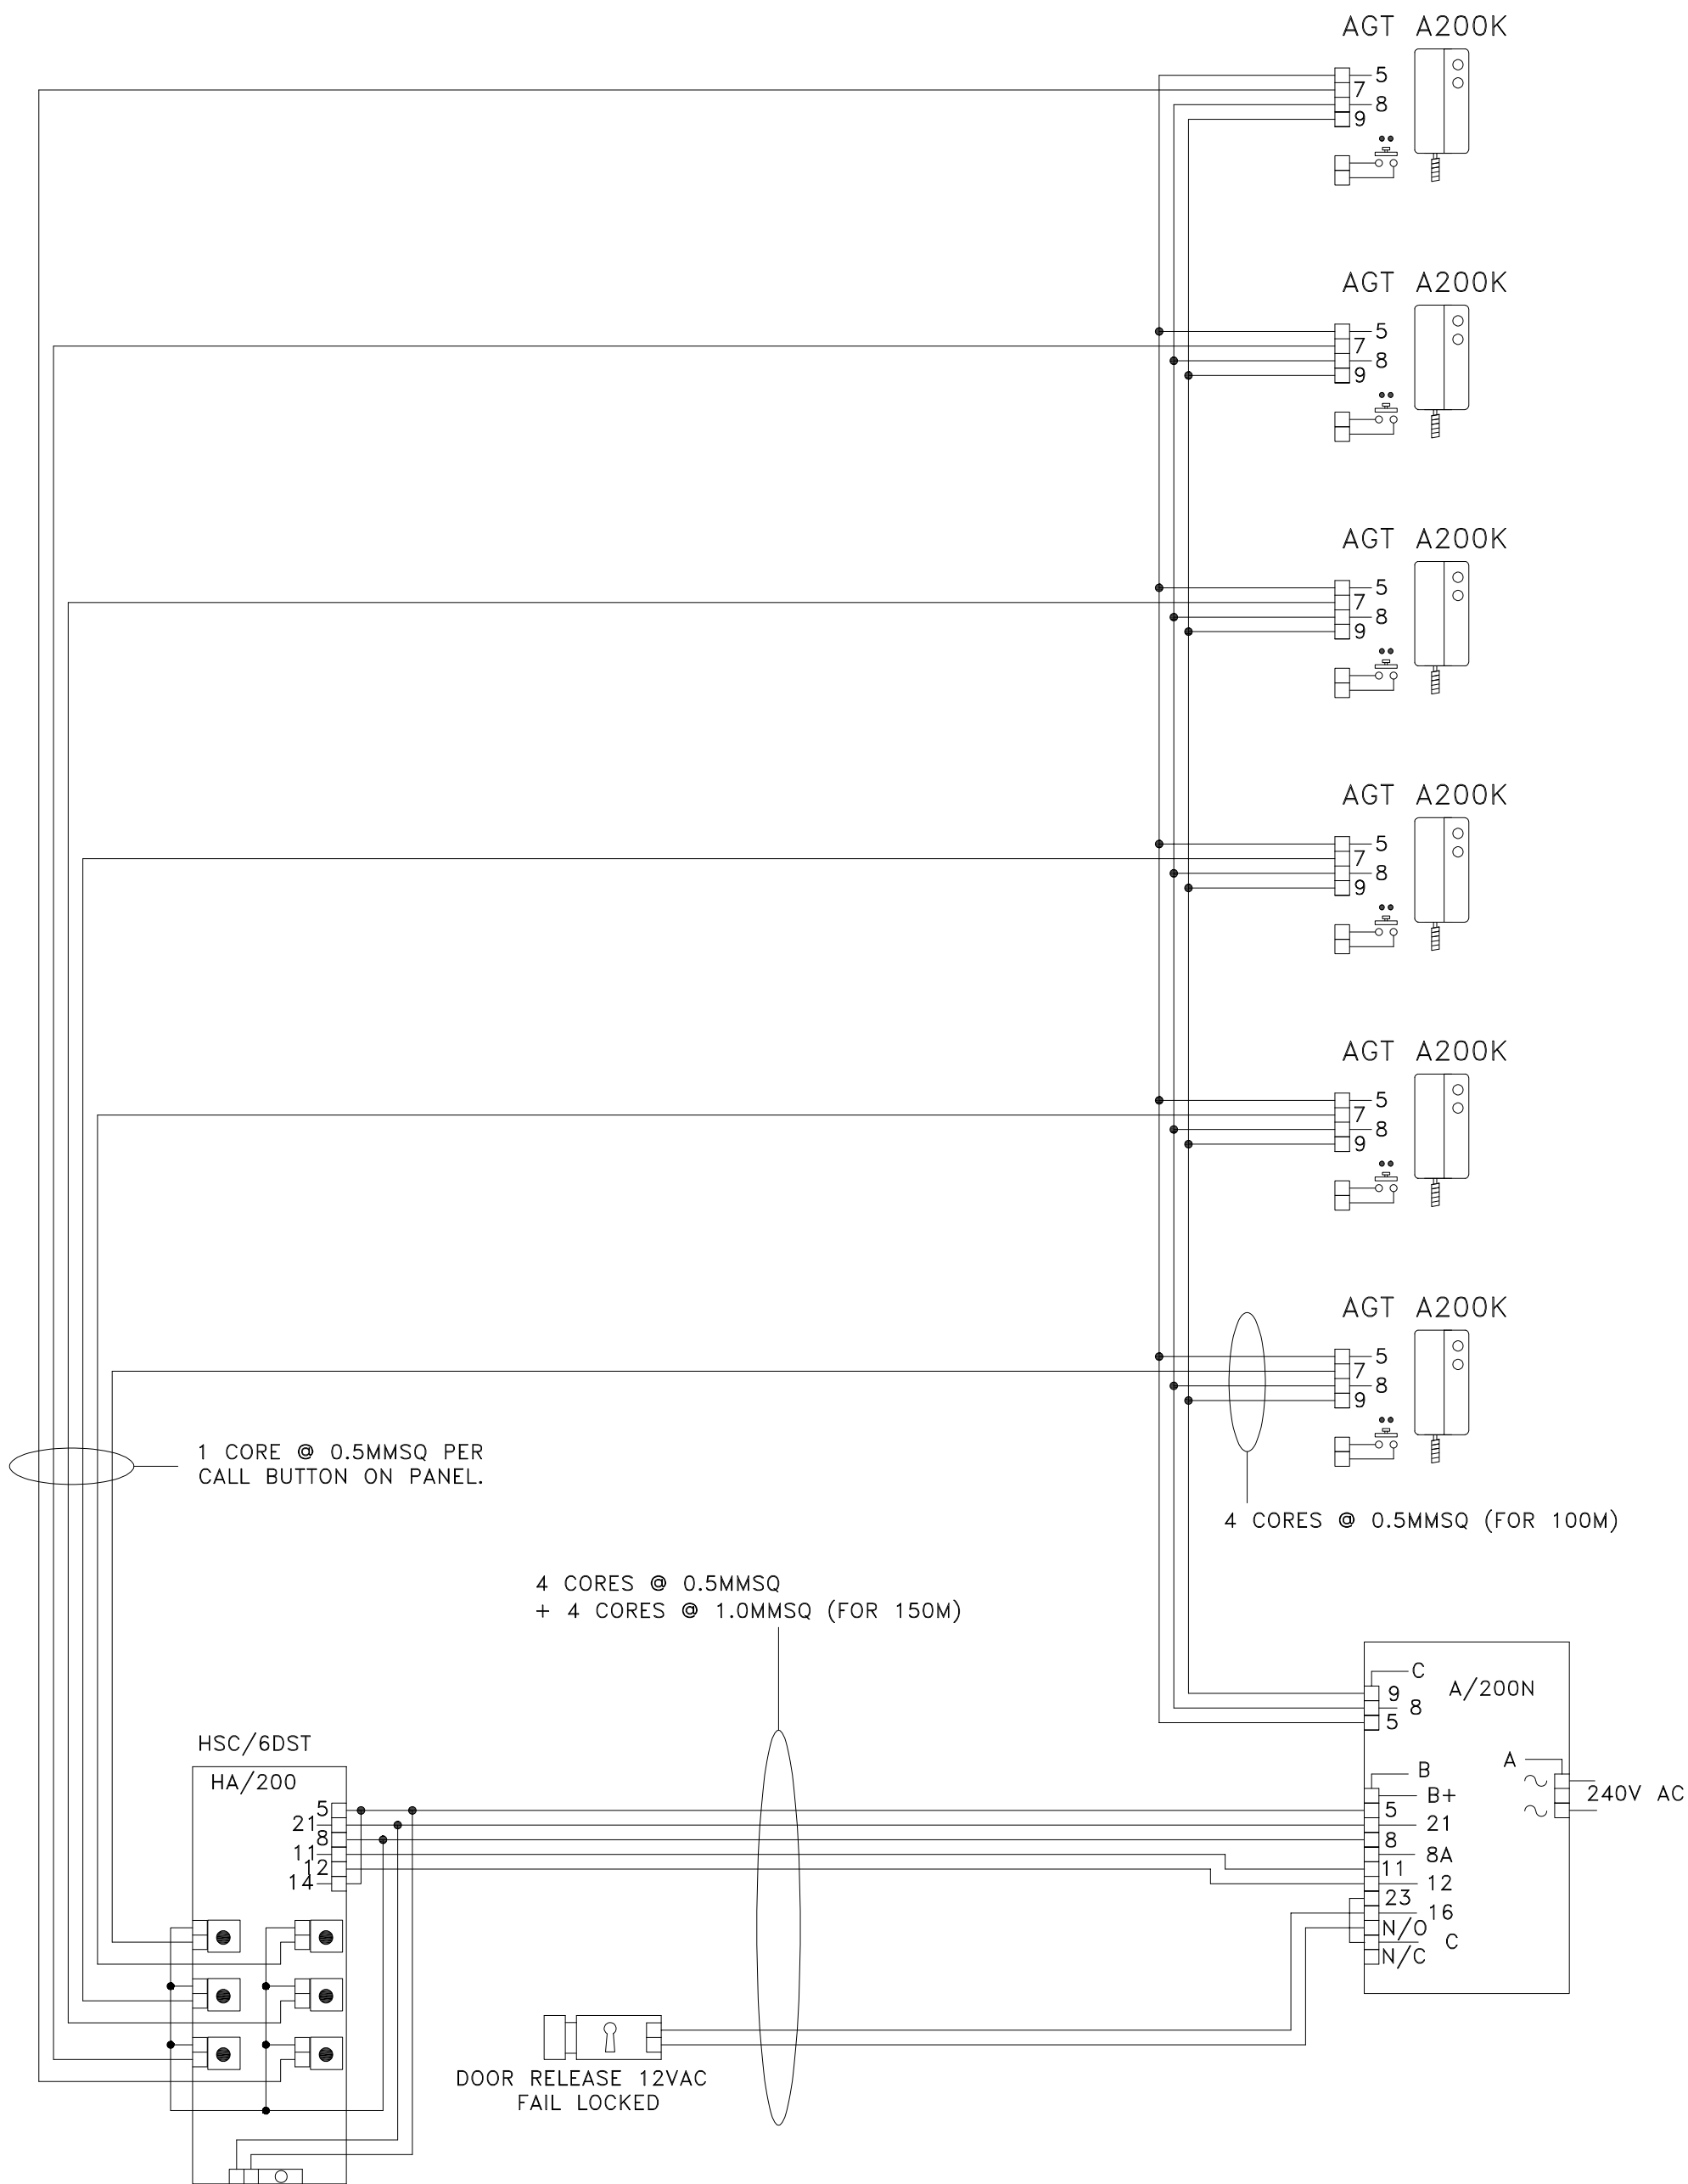 AGT A200K
5
7
8
9
AGT A200K
5
7
8
9
AGT A200K
5
7
8
9
AGT A200K
5
7
8
9
AGT A200K
5
7
8
9
AGT A200K
5
7
8
9
1 CORE @ 0.5MMSQ PER
CALL BUTTON ON PANEL.
4 CORES @ 0.5MMSQ (FOR 100M)
4 CORES @ 0.5MMSQ
+ 4 CORES @ 1.0MMSQ (FOR 150M)
HSC/6DST
HA/200
5
21
8
11
12
14
DOOR RELEASE 12VAC
FAIL LOCKED
C
9
8
5
A/200N
A
240V AC
B
B+
5
21
8
8A
11
12
23
16
N/O
C
N/C